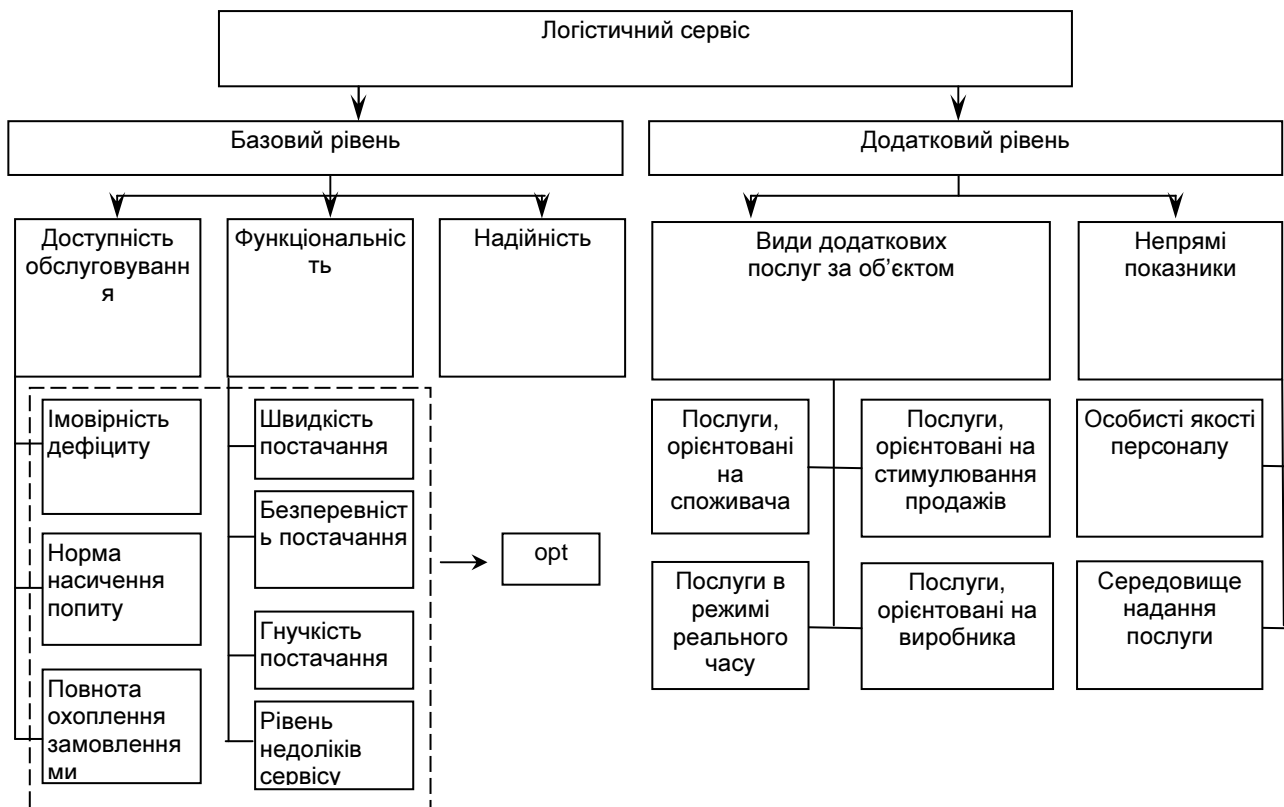 Логістичний сервіс
Базовий рівень
Додатковий рівень
Доступність
обслуговуванн
я
Функціональніс
ть
Надійність
Види додаткових
послуг за об’єктом
Непрямі
показники
Імовірність
дефіциту
Норма
насичення
попиту
Повнота
охоплення
замовлення
ми
Швидкість
постачання
Безперевніст
ь постачання
Гнучкість
постачання
Рівень
недоліків
сервісу
opt
Послуги,
орієнтовані
на
споживача
Послуги,
орієнтовані на
стимулювання
продажів
Послуги в
режимі
реального
часу
Послуги,
орієнтовані на
виробника
Особисті якості
персоналу
Середовище
надання
послуги